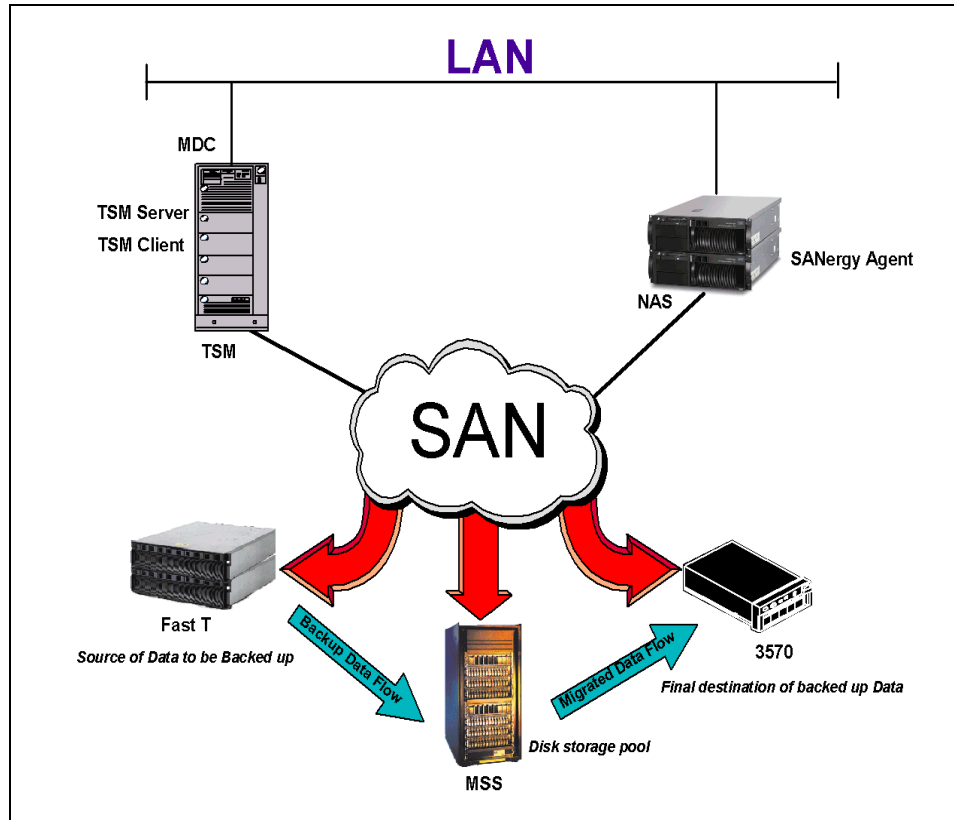 LAN
MDC
TSM Server
TSM Client
TSM
SANergy Agent
NAS
SAN
Fast T
Source of Data to be Backed up
Backup Data Flow
MSS
Disk storage pool
Migrated Data Flow
3570
Final destination of backed up Data